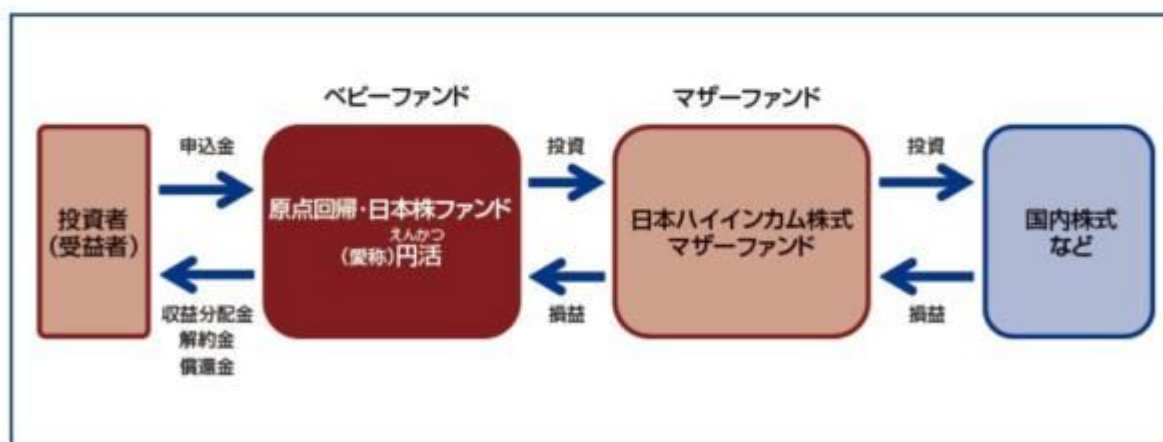 ベビーファンド
マザーファンド
投資者
(受益者)
申込金
収益分配金
解約金
償還金
原点回帰・日本株ファンド
えんかつ
(愛称)円活
投資
損益
日本ハイインカム株式
マザーファンド
投資
損益
国内株式
など